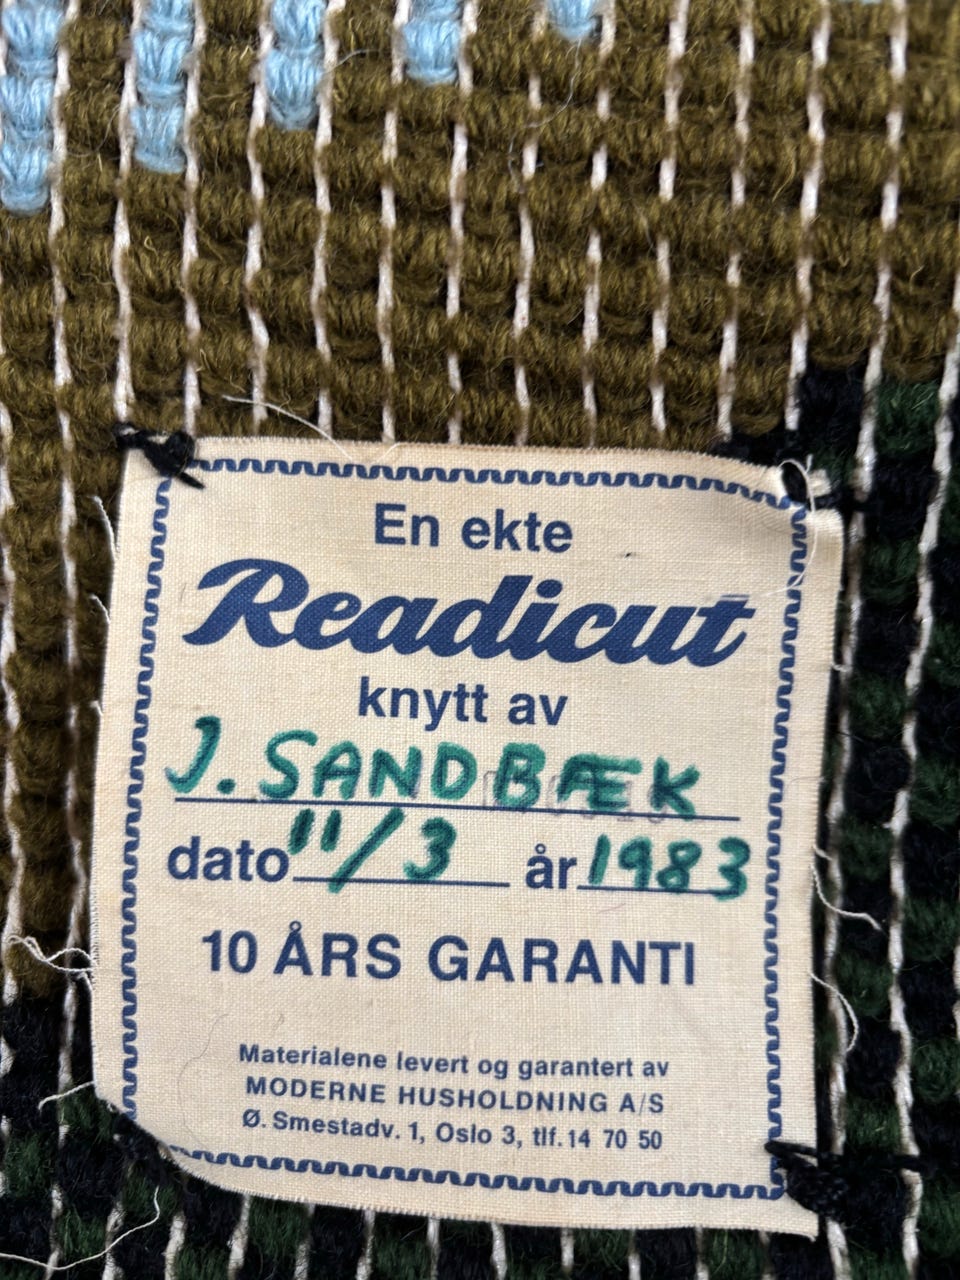 En ekte
Readicut
knytt av
J. SANDBÆK
dato 11/3 år 1983
10 ÅRS GARANTI
Materialene levert og garantert av
MODERNE HUSHOLDNING A/S
Ø. Smestadv. 1, Oslo 3, tlf. 14 70 50